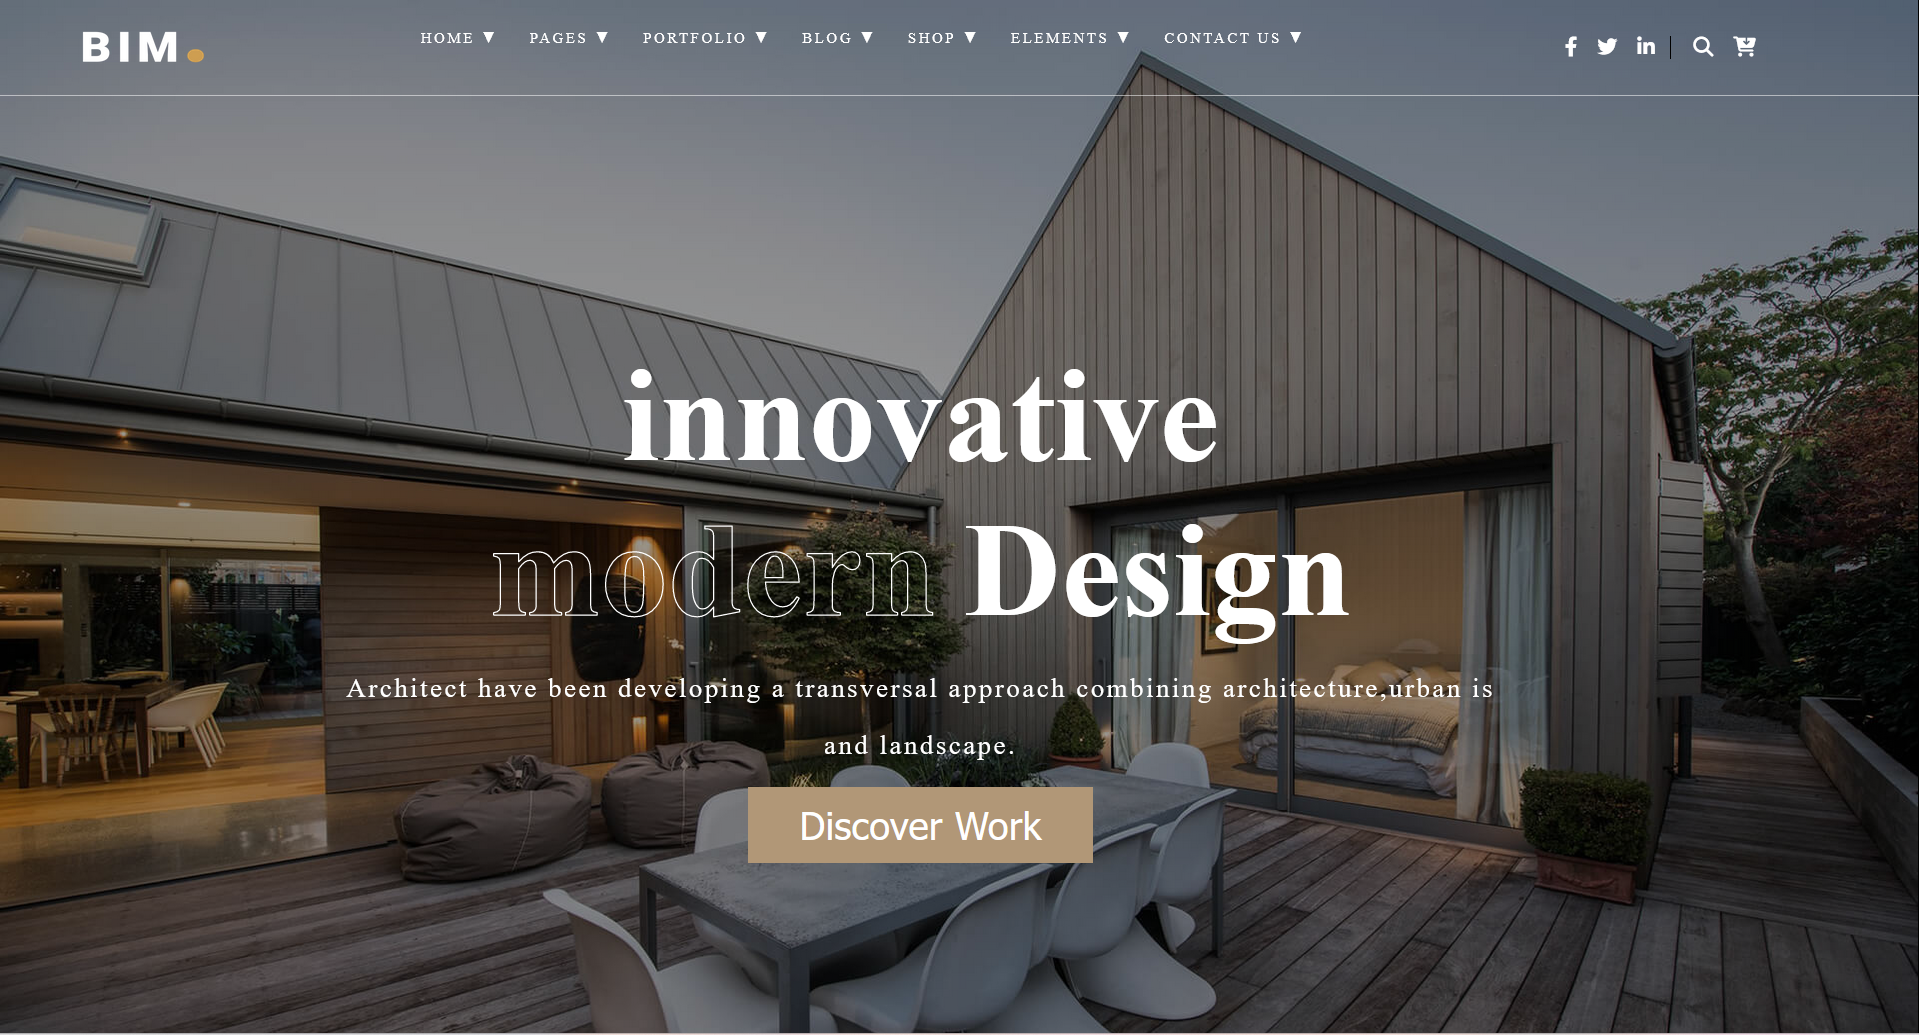 BIM.
HOME ▼ PAGES ▼ PORTFOLIO ▼ BLOG ▼ SHOP ▼ ELEMENTS ▼ CONTACT US ▼
innovative
modern Design
Architect have been developing a transversal approach combining architecture,urban is
and landscape.
Discover Work